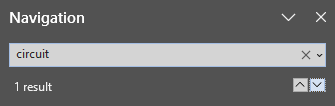 Navigation
circuit
1 result